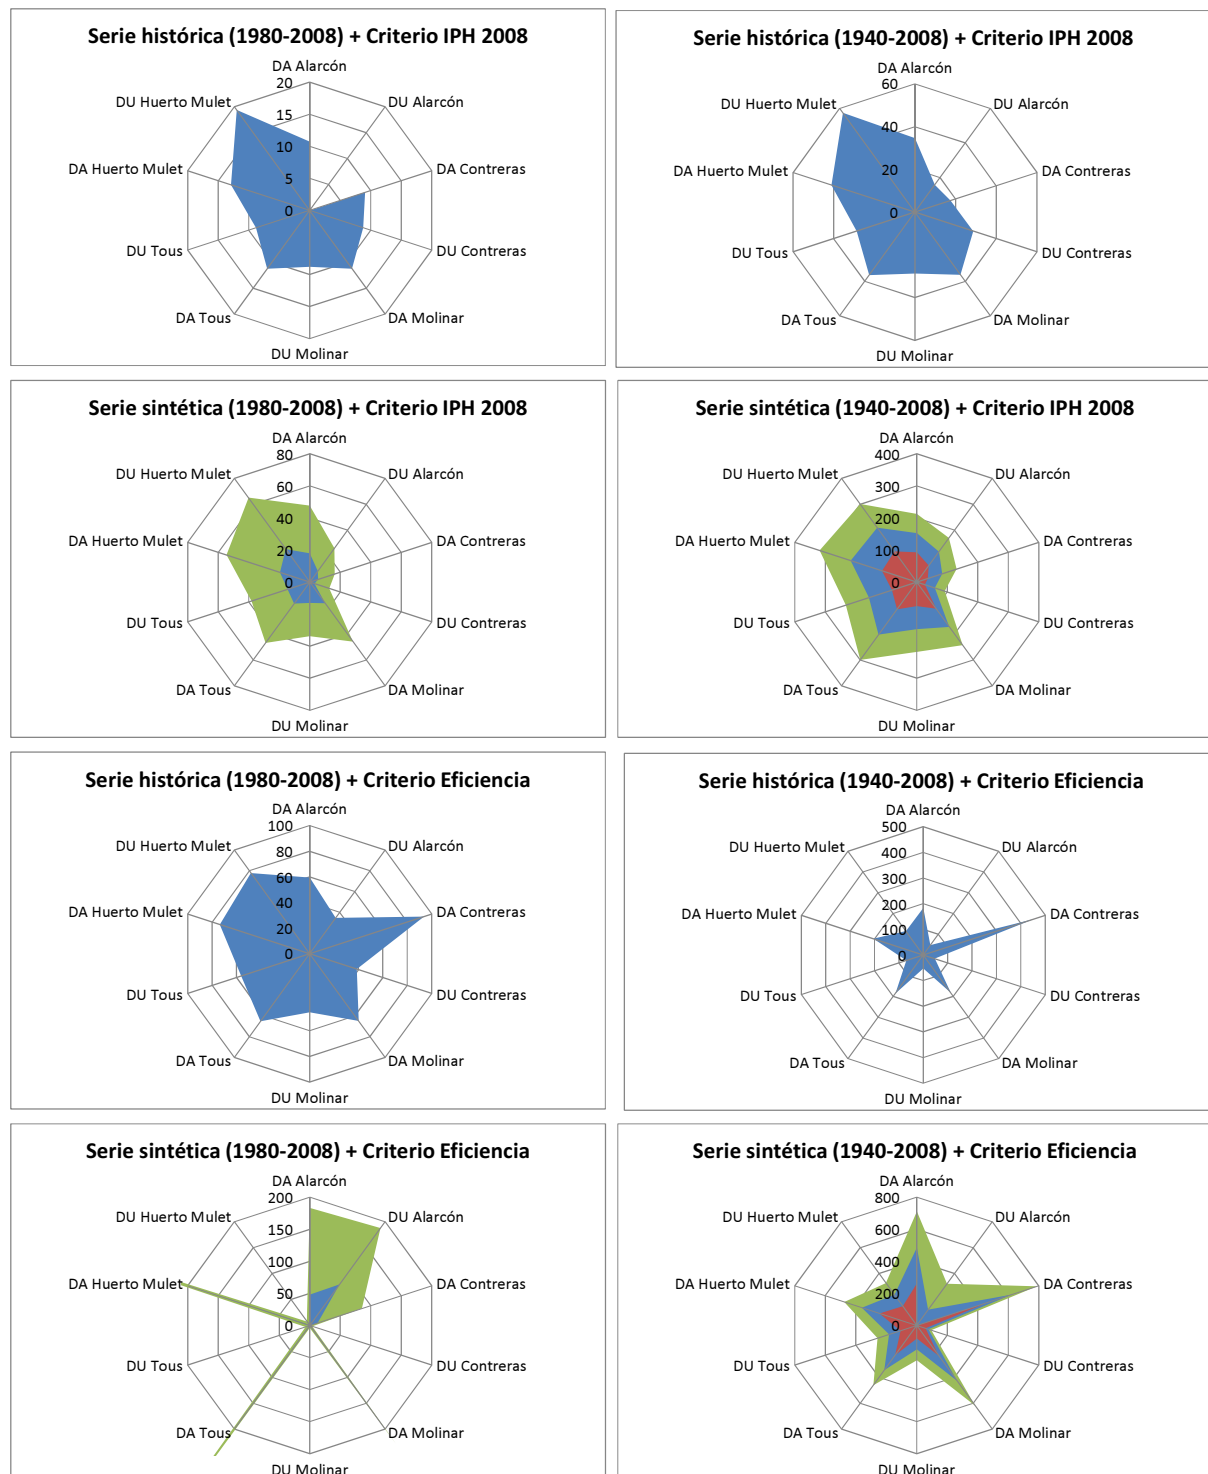 Serie histórica (1980-2008) + Criterio IPH 2008
DA Alarcón
20
15
10
5
0
DU Alarcón
DA Contreras
DU Contreras
DA Molinar
DU Molinar
DA Tous
DU Tous
DA Huerto Mulet
DU Huerto Mulet
Serie histórica (1940-2008) + Criterio IPH 2008
DA Alarcón
60
40
20
0
DU Alarcón
DA Contreras
DU Contreras
DA Molinar
DU Molinar
DA Tous
DU Tous
DA Huerto Mulet
DU Huerto Mulet
Serie sintética (1980-2008) + Criterio IPH 2008
DA Alarcón
80
60
40
20
0
DU Alarcón
DA Contreras
DU Contreras
DA Molinar
DU Molinar
DA Tous
DU Tous
DA Huerto Mulet
DU Huerto Mulet
Serie sintética (1940-2008) + Criterio IPH 2008
DA Alarcón
400
300
200
100
0
DU Alarcón
DA Contreras
DU Contreras
DA Molinar
DU Molinar
DA Tous
DU Tous
DA Huerto Mulet
DU Huerto Mulet
Serie histórica (1980-2008) + Criterio Eficiencia
DA Alarcón
100
80
60
40
20
0
DU Alarcón
DA Contreras
DU Contreras
DA Molinar
DU Molinar
DA Tous
DU Tous
DA Huerto Mulet
DU Huerto Mulet
Serie histórica (1940-2008) + Criterio Eficiencia
DA Alarcón
500
400
300
200
100
0
DU Alarcón
DA Contreras
DU Contreras
DA Molinar
DU Molinar
DA Tous
DU Tous
DA Huerto Mulet
DU Huerto Mulet
Serie sintética (1980-2008) + Criterio Eficiencia
DA Alarcón
200
150
100
50
0
DU Alarcón
DA Contreras
DU Contreras
DA Molinar
DU Molinar
DA Tous
DU Tous
DA Huerto Mulet
DU Huerto Mulet
Serie sintética (1940-2008) + Criterio Eficiencia
DA Alarcón
800
600
400
200
0
DU Alarcón
DA Contreras
DU Contreras
DA Molinar
DU Molinar
DA Tous
DU Tous
DA Huerto Mulet
DU Huerto Mulet